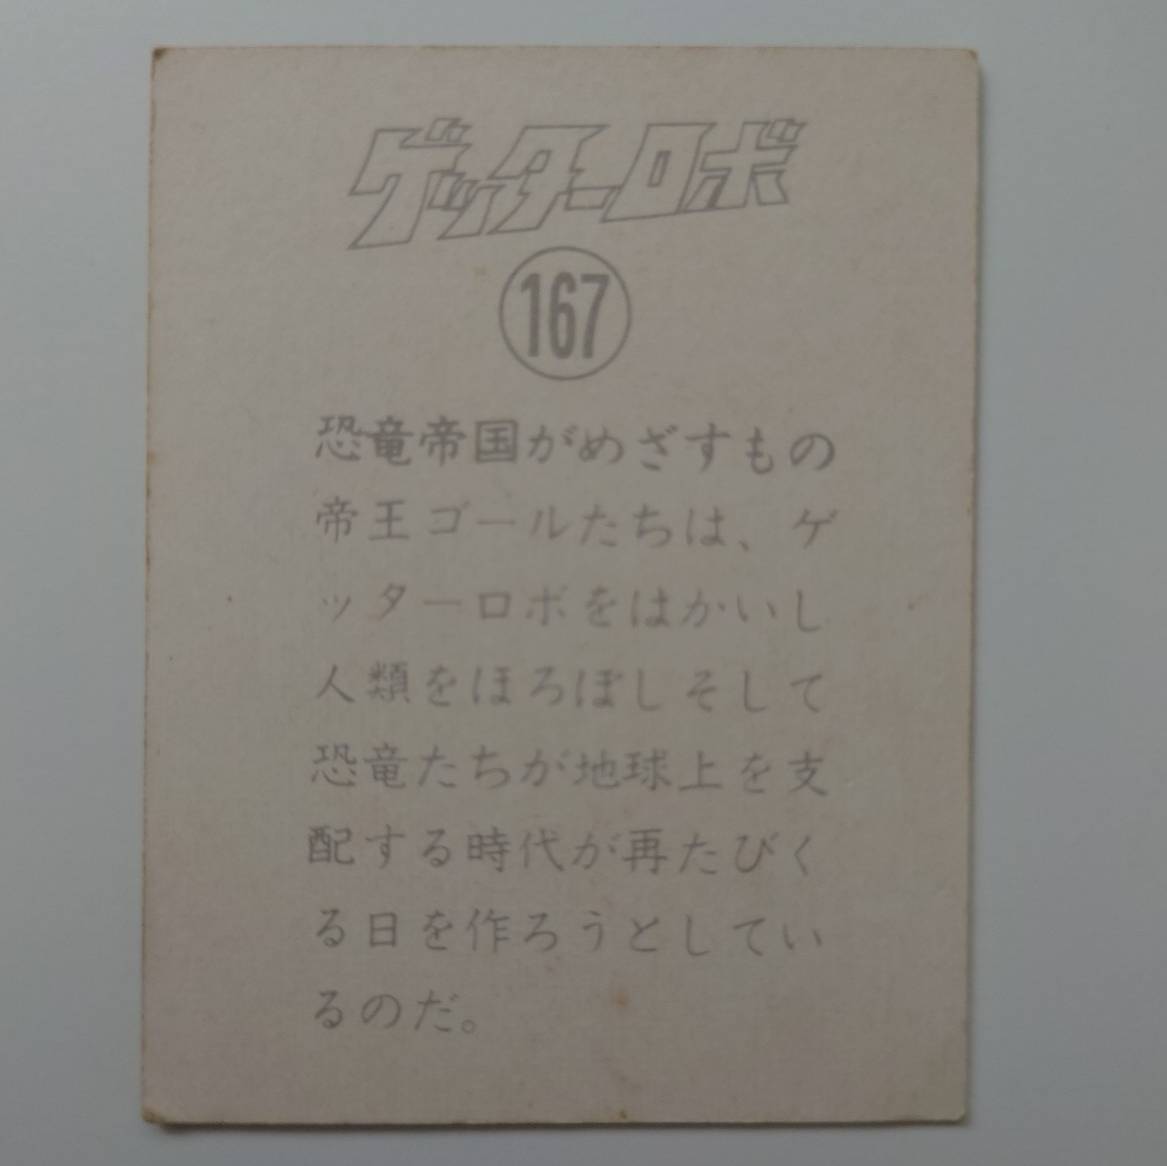 ゲッターロボ
167
恐竜帝国がめざすもの
帝王ゴールたちは、ゲ
ッターロボをはかいし
人類をほろぼしそして
恐竜たちが地球上を支
配する時代が再たびく
る日を作ろうとしてい
るのだ。